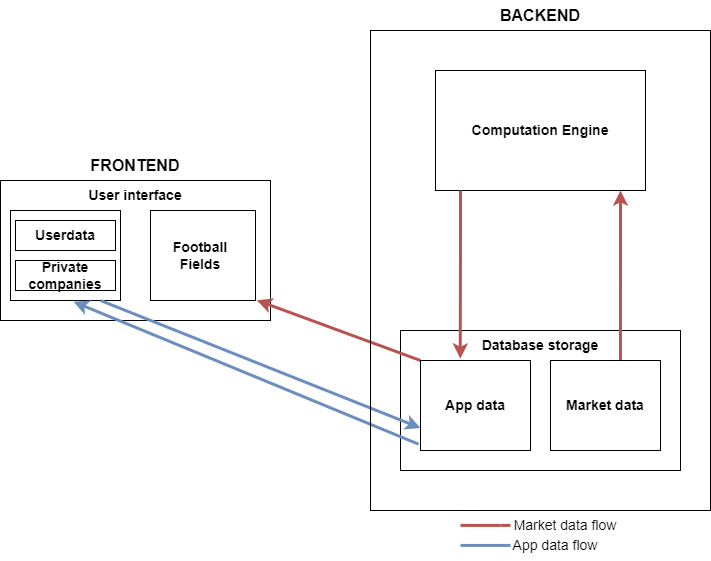 BACKEND
Computation Engine
FRONTEND
User interface
Userdata
Private
companies
Football
Fields
Database storage
App data
Market data
Market data flow
App data flow